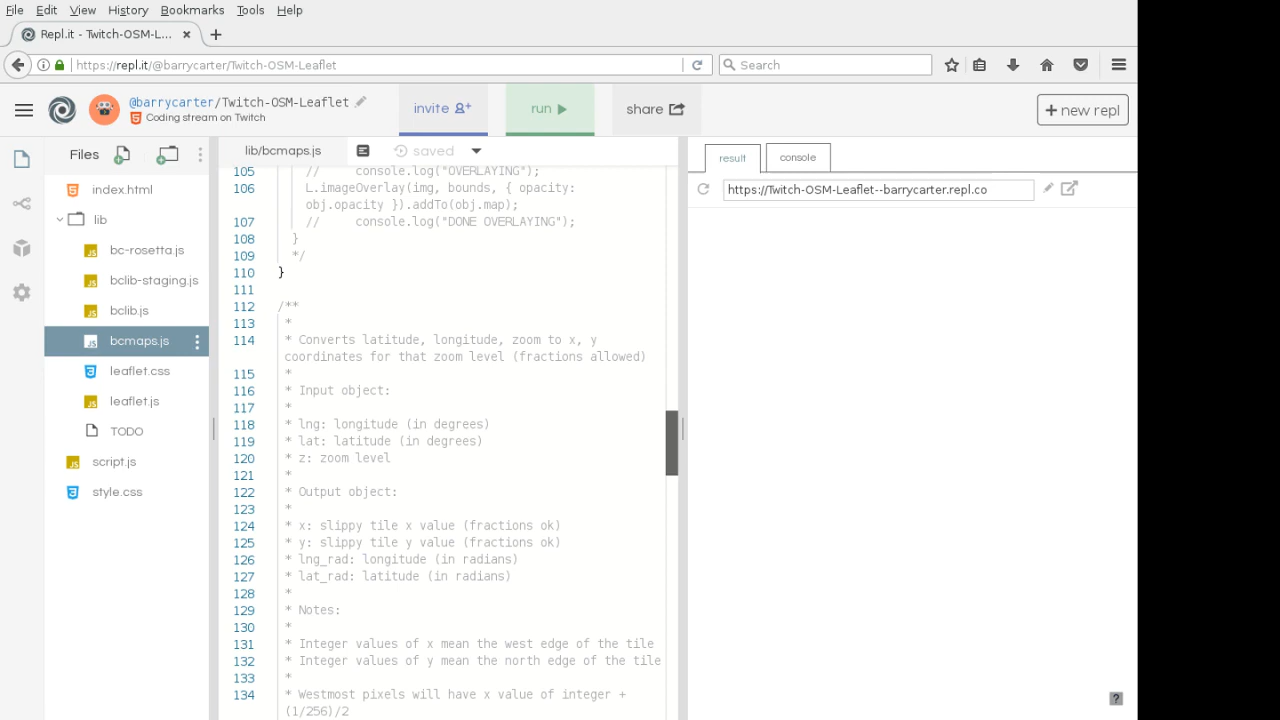 File Edit View History Bookmarks Tools Help
Repl.it - Twitch-OSM-L...
https://repl.it/@barrycarter/Twitch-OSM-Leaflet
Search
@barrycarter/Twitch-OSM-Leaflet
Coding stream on Twitch
invite
run
share
+ new repl
Files
index.html
lib
bc-rosetta.js
bclib-staging.js
bclib.js
bcmaps.js
leaflet.css
leaflet.js
TODO
script.js
style.css
lib/bcmaps.js
saved
105 // console.log("OVERLAYING");
106 L.imageOverlay(img, bounds, { opacity:
obj.opacity }).addTo(obj.map);
107 // console.log("DONE OVERLAYING");
108 }
109 */
110 }
111
112 /**
113 *
114 * Converts latitude, longitude, zoom to x, y
coordinates for that zoom level (fractions allowed)
115 *
116 * Input object:
117 *
118 * lng: longitude (in degrees)
119 * lat: latitude (in degrees)
120 * z: zoom level
121 *
122 * Output object:
123 *
124 * x: slippy tile x value (fractions ok)
125 * y: slippy tile y value (fractions ok)
126 * lng_rad: longitude (in radians)
127 * lat_rad: latitude (in radians)
128 *
129 * Notes:
130 *
131 * Integer values of x mean the west edge of the tile
132 * Integer values of y mean the north edge of the tile
133 *
134 * Westmost pixels will have x value of integer +
(1/256)/2
result
console
https://Twitch-OSM-Leaflet--barrycarter.repl.co
?